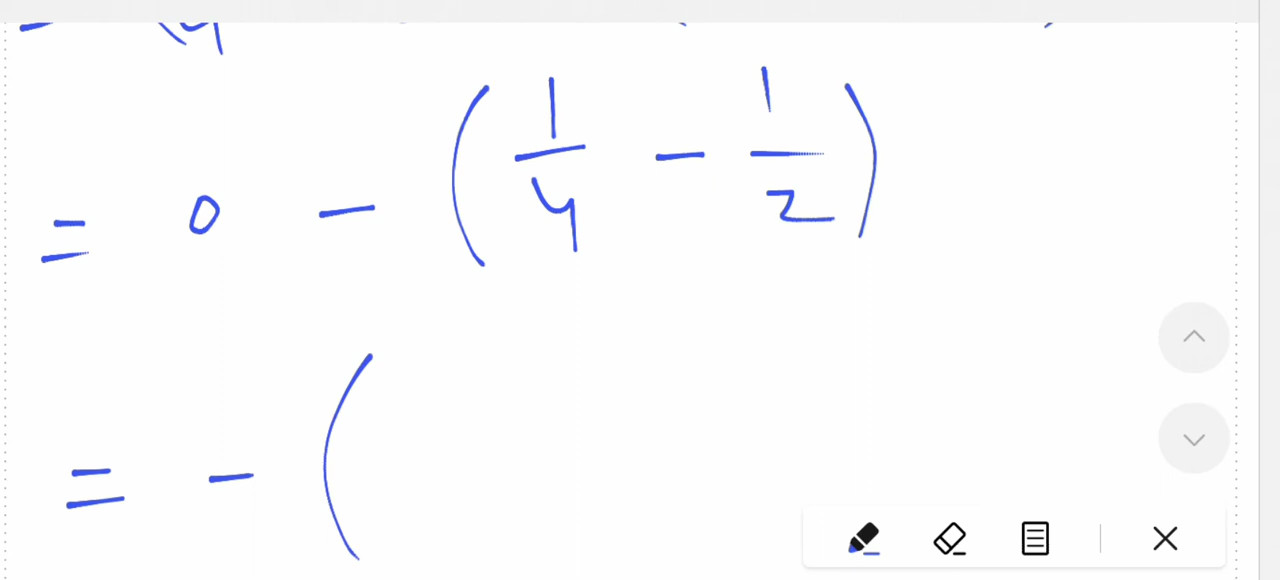 = 0 - (1/4 - 1/2)
= - (